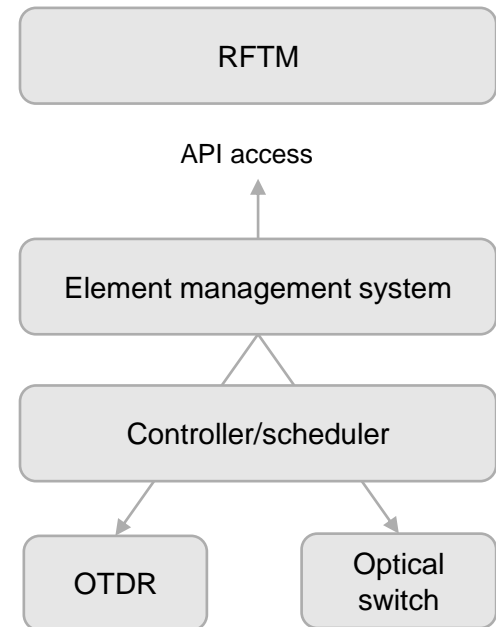 RFTM
API access
Element management system
Controller/scheduler
OTDR
Optical
switch